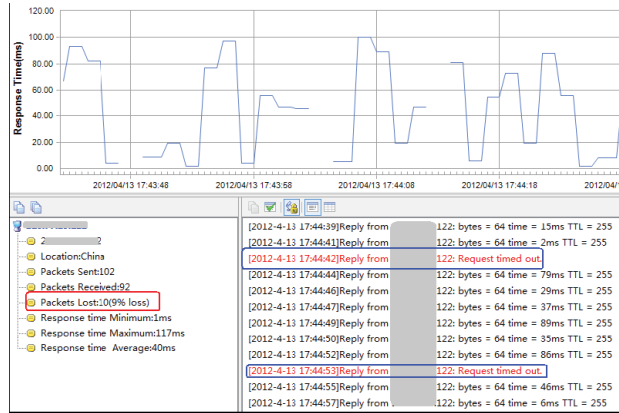 120.00
100.00
80.00
60.00
40.00
20.00
0.00
Response Time(ms)
2012/04/13 17:43:48
2012/04/13 17:43:58
2012/04/13 17:44:08
2012/04/13 17:44:18
2012/04/
2
2
Location:China
Packets Sent:102
Packets Received:92
Packets Lost:10(9% loss)
Response time Minimum:1ms
Response time Maximum:117ms
Response time Average:40ms
[2012-4-13 17:44:39]Reply from 122: bytes = 64 time = 15ms TTL = 255
[2012-4-13 17:44:41]Reply from 122: bytes = 64 time = 2ms TTL = 255
[2012-4-13 17:44:42]Reply from 122: Request timed out.
[2012-4-13 17:44:44]Reply from 122: bytes = 64 time = 79ms TTL = 255
[2012-4-13 17:44:46]Reply from 122: bytes = 64 time = 29ms TTL = 255
[2012-4-13 17:44:47]Reply from 122: bytes = 64 time = 37ms TTL = 255
[2012-4-13 17:44:49]Reply from 122: bytes = 64 time = 89ms TTL = 255
[2012-4-13 17:44:50]Reply from 122: bytes = 64 time = 35ms TTL = 255
[2012-4-13 17:44:52]Reply from 122: bytes = 64 time = 86ms TTL = 255
[2012-4-13 17:44:53]Reply from 122: Request timed out.
[2012-4-13 17:44:55]Reply from 122: bytes = 64 time = 46ms TTL = 255
[2012-4-13 17:44:57]Reply from 122: bytes = 64 time = 6ms TTL = 255